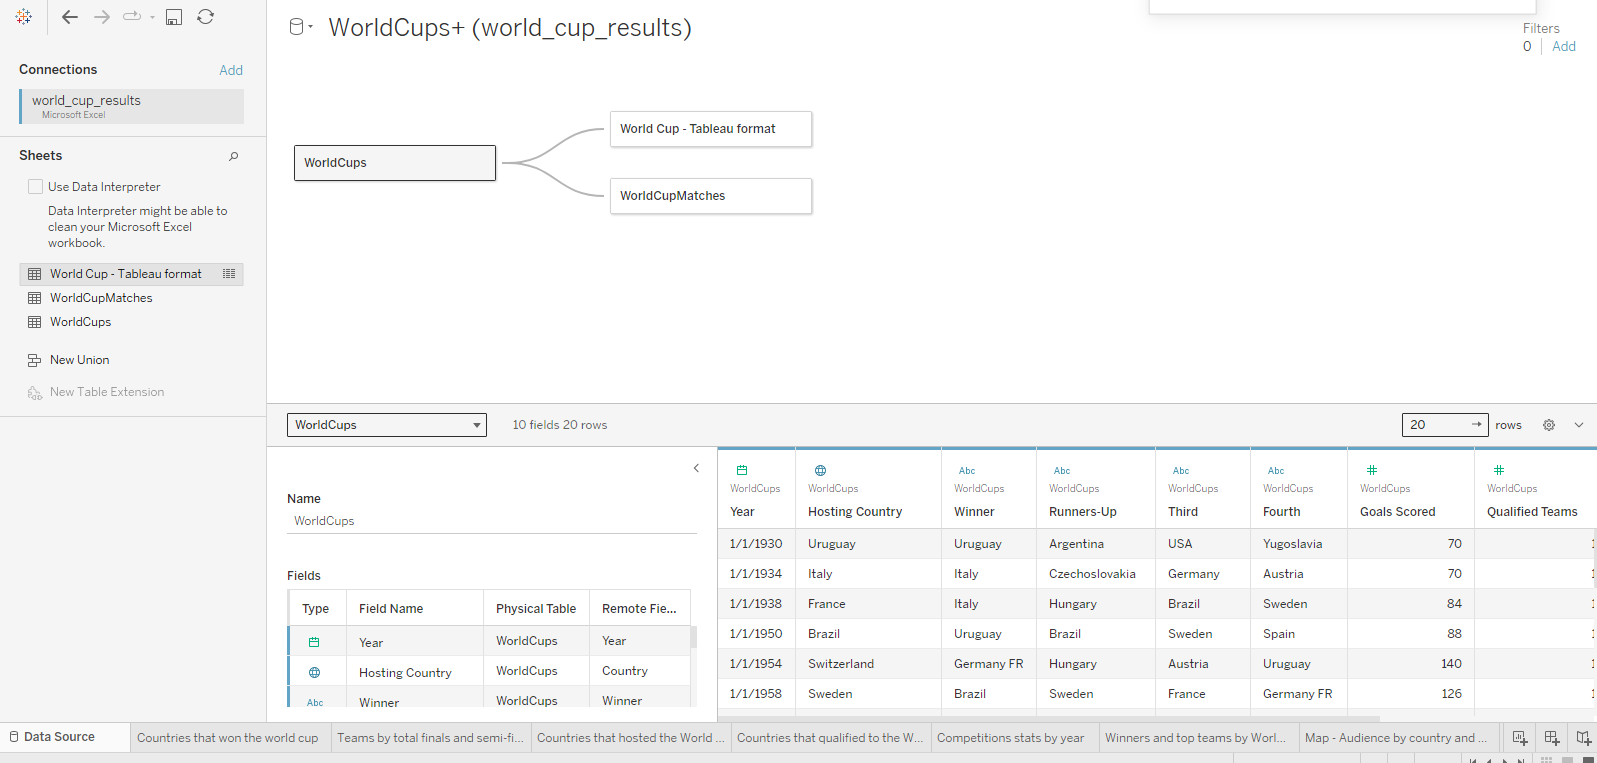 WorldCups+ (world_cup_results)
Filters
0 Add
Connections Add
world_cup_results
Microsoft Excel
Sheets
Use Data Interpreter
Data Interpreter might be able to
clean your Microsoft Excel
workbook.
World Cup - Tableau format
WorldCupMatches
WorldCups
New Union
New Table Extension
WorldCups
World Cup - Tableau format
WorldCupMatches
WorldCups
10 fields 20 rows
20 rows
Name
WorldCups
Fields
Type Field Name Physical Table Remote Fie...
Year WorldCups Year
Hosting Country WorldCups Country
Abc Winner WorldCups Winner
Abc Abc Abc Abc
WorldCups WorldCups WorldCups WorldCups WorldCups WorldCups WorldCups WorldCups
Year Hosting Country Winner Runners-Up Third Fourth Goals Scored Qualified Teams
1/1/1930 Uruguay Uruguay Argentina USA Yugoslavia 70
1/1/1934 Italy Italy Czechoslovakia Germany Austria 70
1/1/1938 France Italy Hungary Brazil Sweden 84
1/1/1950 Brazil Uruguay Brazil Sweden Spain 88
1/1/1954 Switzerland Germany FR Hungary Austria Uruguay 140
1/1/1958 Sweden Brazil Sweden France Germany FR 126
Data Source Countries that won the world cup Teams by total finals and semi-fi... Countries that hosted the World ... Countries that qualified to the W... Competitions stats by year Winners and top teams by Worl... Map - Audience by country and ...